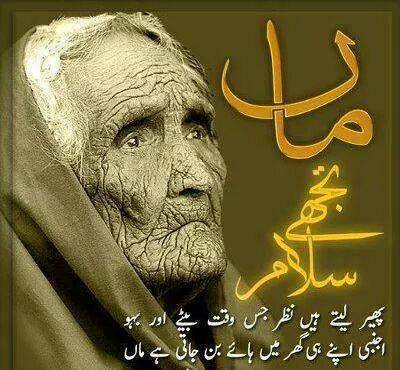 ماں
تجھے
سلام
پھیر لیتے ہیں نظر جس وقت بیٹے اور بہو
اجنبی اپنے ہی گھر میں ہائے بن جاتی ہے ماں